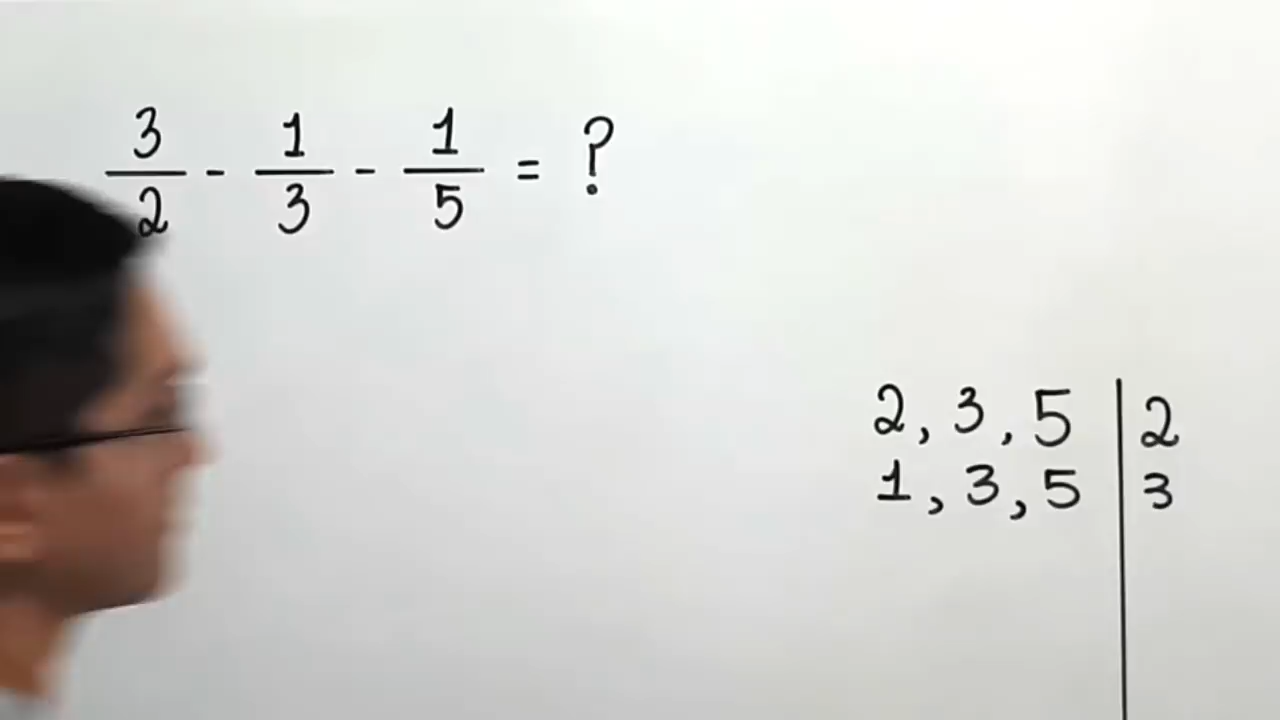 3/2 - 1/3 - 1/5 = ?
2, 3, 5 | 2
1, 3, 5 | 3